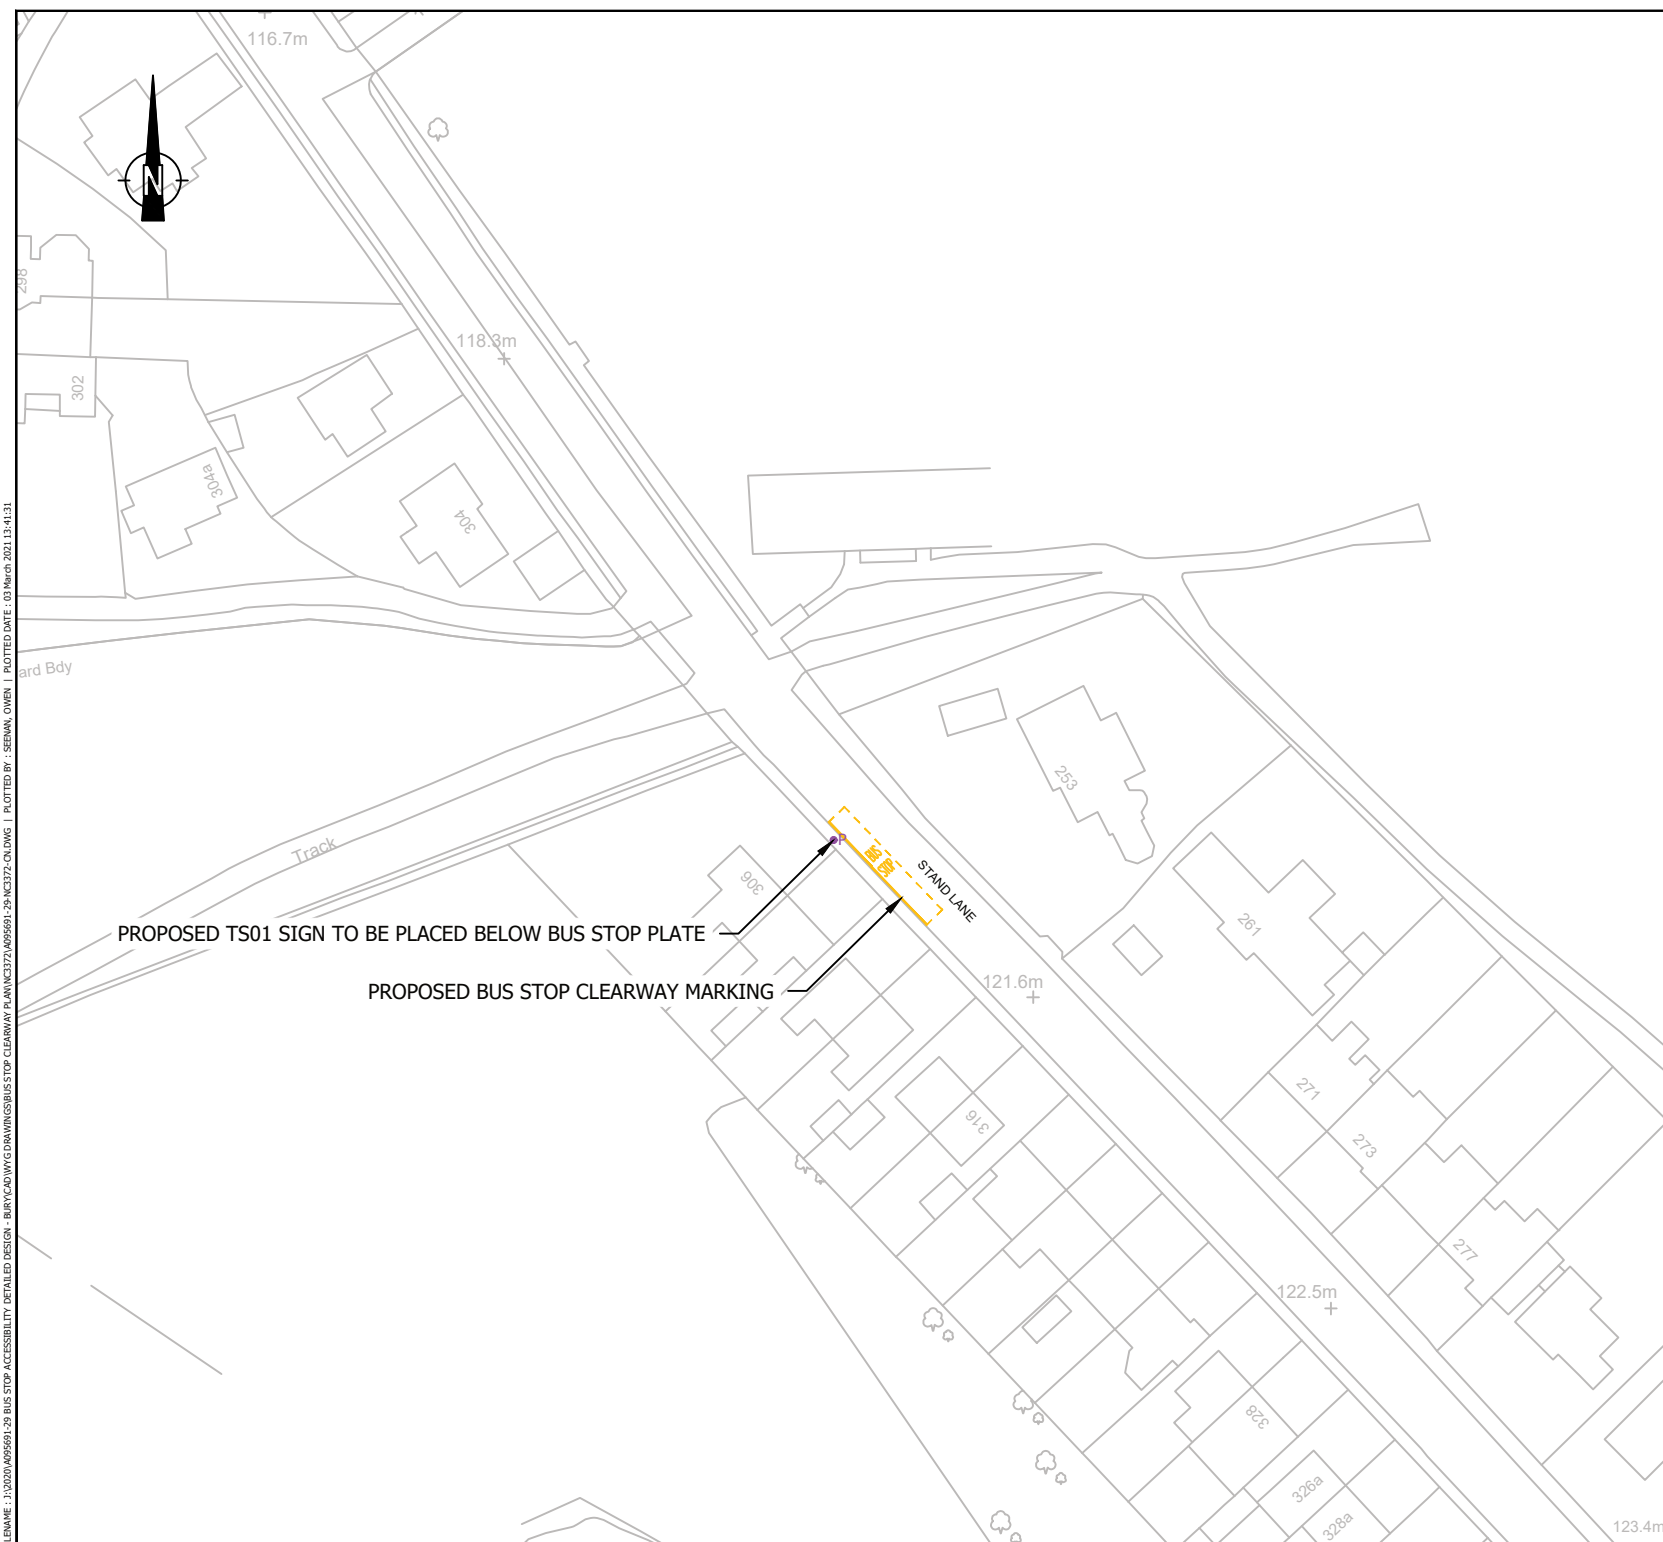 116.7m
N
298
118.3m
302
304a
304
ard Bdy
253
Track
306
STAND LANE
P
BUS
STOP
261
PROPOSED TS01 SIGN TO BE PLACED BELOW BUS STOP PLATE
PROPOSED BUS STOP CLEARWAY MARKING
121.6m
271
316
273
277
122.5m
328
326a
328a
123.4m
LENAME : J:\2020\A095691-29 BUS STOP ACCESSIBILITY DETAILED DESIGN - BURY\CAD\WYG DRAWINGS\BUS STOP CLEARWAY PLAN\NC3372\A095691-29-NC3372-CN.DWG | PLOTTED BY : SEENAN, OWEN | PLOTTED DATE : 03 March 2021 13:41:31